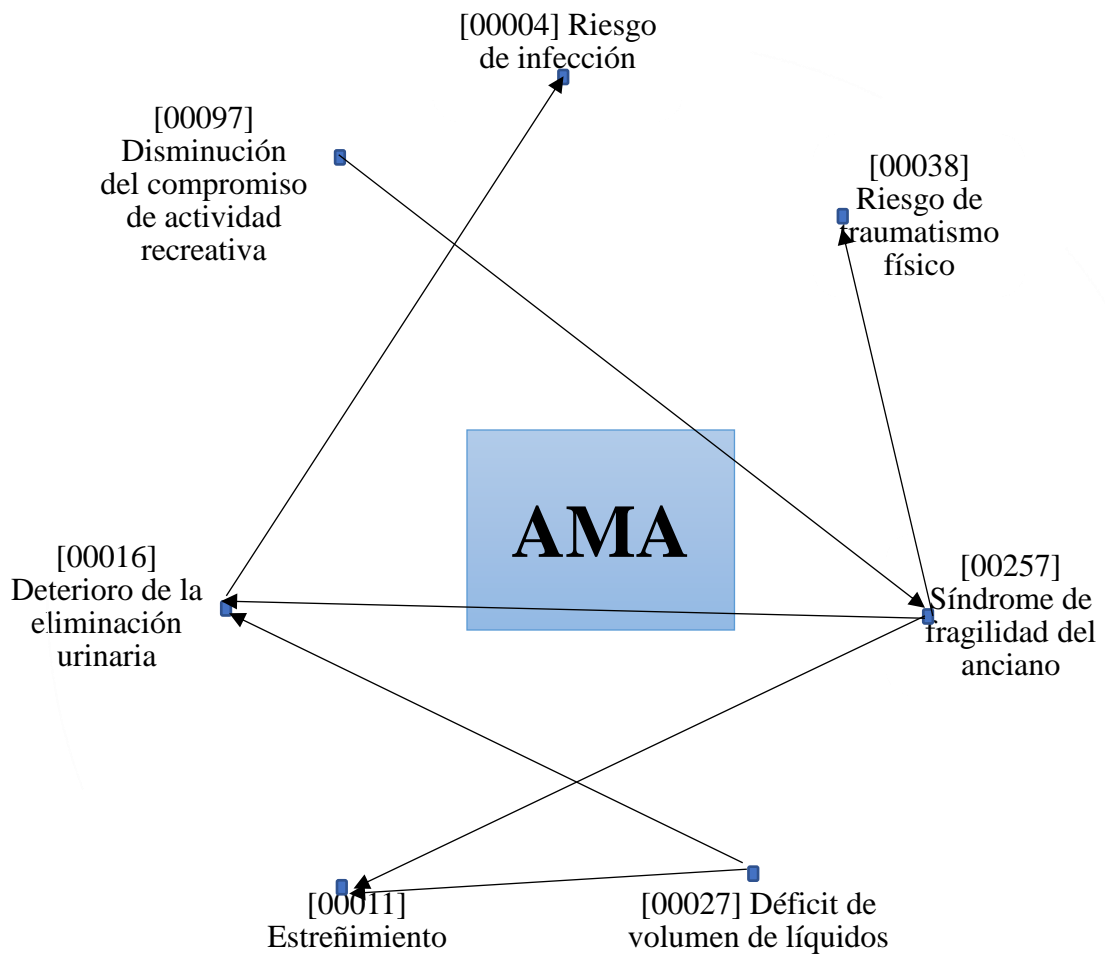 [00004] Riesgo
de infección
[00097]
Disminución
del compromiso
de actividad
recreativa
[00038]
Riesgo de
traumatismo
físico
AMA
[00016]
Deterioro de la
eliminación
urinaria
[00257]
Síndrome de
fragilidad del
anciano
[00011]
Estreñimiento
[00027] Déficit de
volumen de líquidos